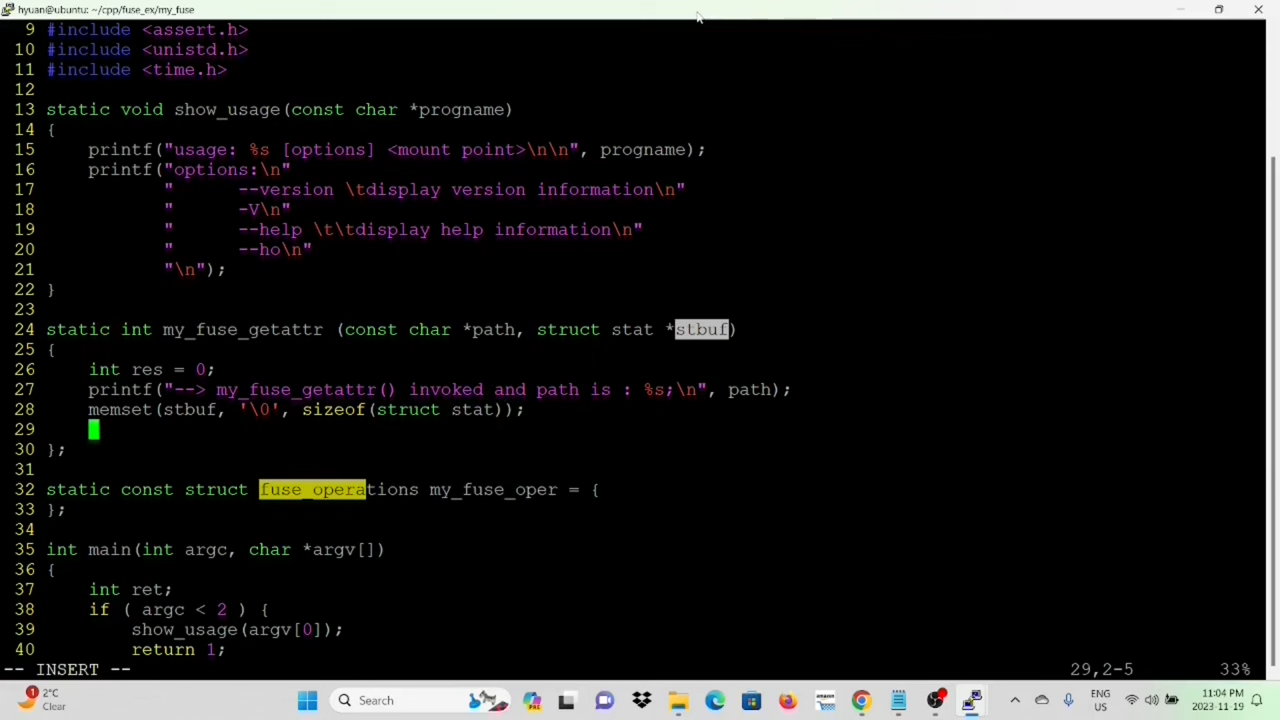 hyuan@ubuntu: ~/cpp/fuse_ex/my_fuse
9 #include <assert.h>
10 #include <unistd.h>
11 #include <time.h>
12
13 static void show_usage(const char *progname)
14 {
15     printf("usage: %s [options] <mount point>\n\n", progname);
16     printf("options:\n"
17            "      --version \tdisplay version information\n"
18            "      -V\n"
19            "      --help \t\tdisplay help information\n"
20            "      --ho\n"
21            "\n");
22 }
23
24 static int my_fuse_getattr (const char *path, struct stat *stbuf)
25 {
26     int res = 0;
27     printf("--> my_fuse_getattr() invoked and path is : %s;\n", path);
28     memset(stbuf, '\0', sizeof(struct stat));
29
30 };
31
32 static const struct fuse_operations my_fuse_oper = {
33 };
34
35 int main(int argc, char *argv[])
36 {
37     int ret;
38     if ( argc < 2 ) {
39         show_usage(argv[0]);
40         return 1;
-- INSERT -- 29,2-5 33%
1
2°C
Clear
Search
amazon
ENG
US
11:04 PM
2023-11-19